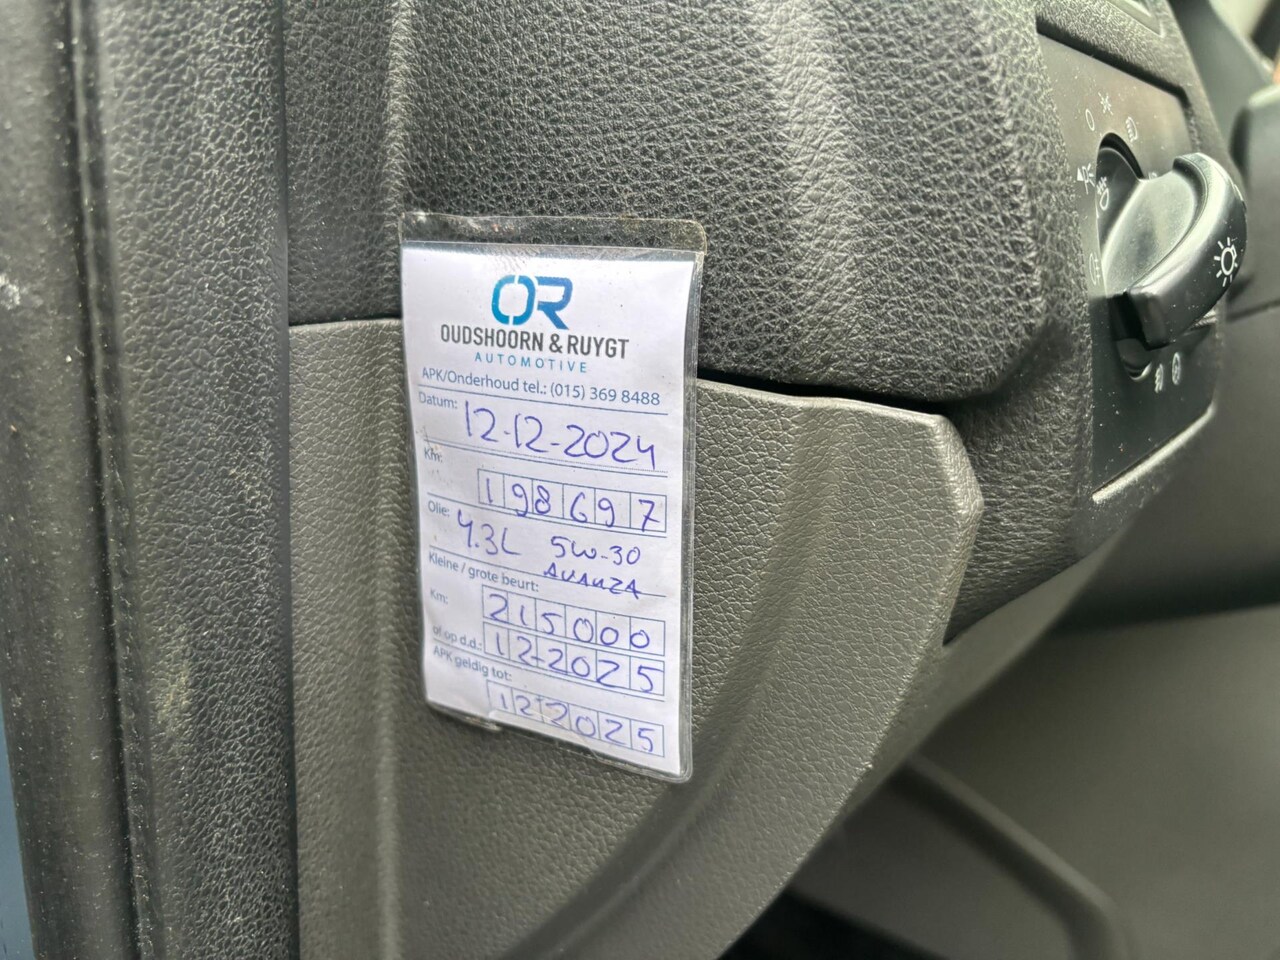 OR
OUDSHOORN & RUYGT
AUTOMOTIVE
APK/Onderhoud tel.: (015) 369 8488
Datum: 12-12-2024
Km: 198697
Olie: 4.3L 5W-30
AVANZA
Kleine / grote beurt:
Km: 215000
of op d.d.: 12-2025
APK geldig tot:
12-2025